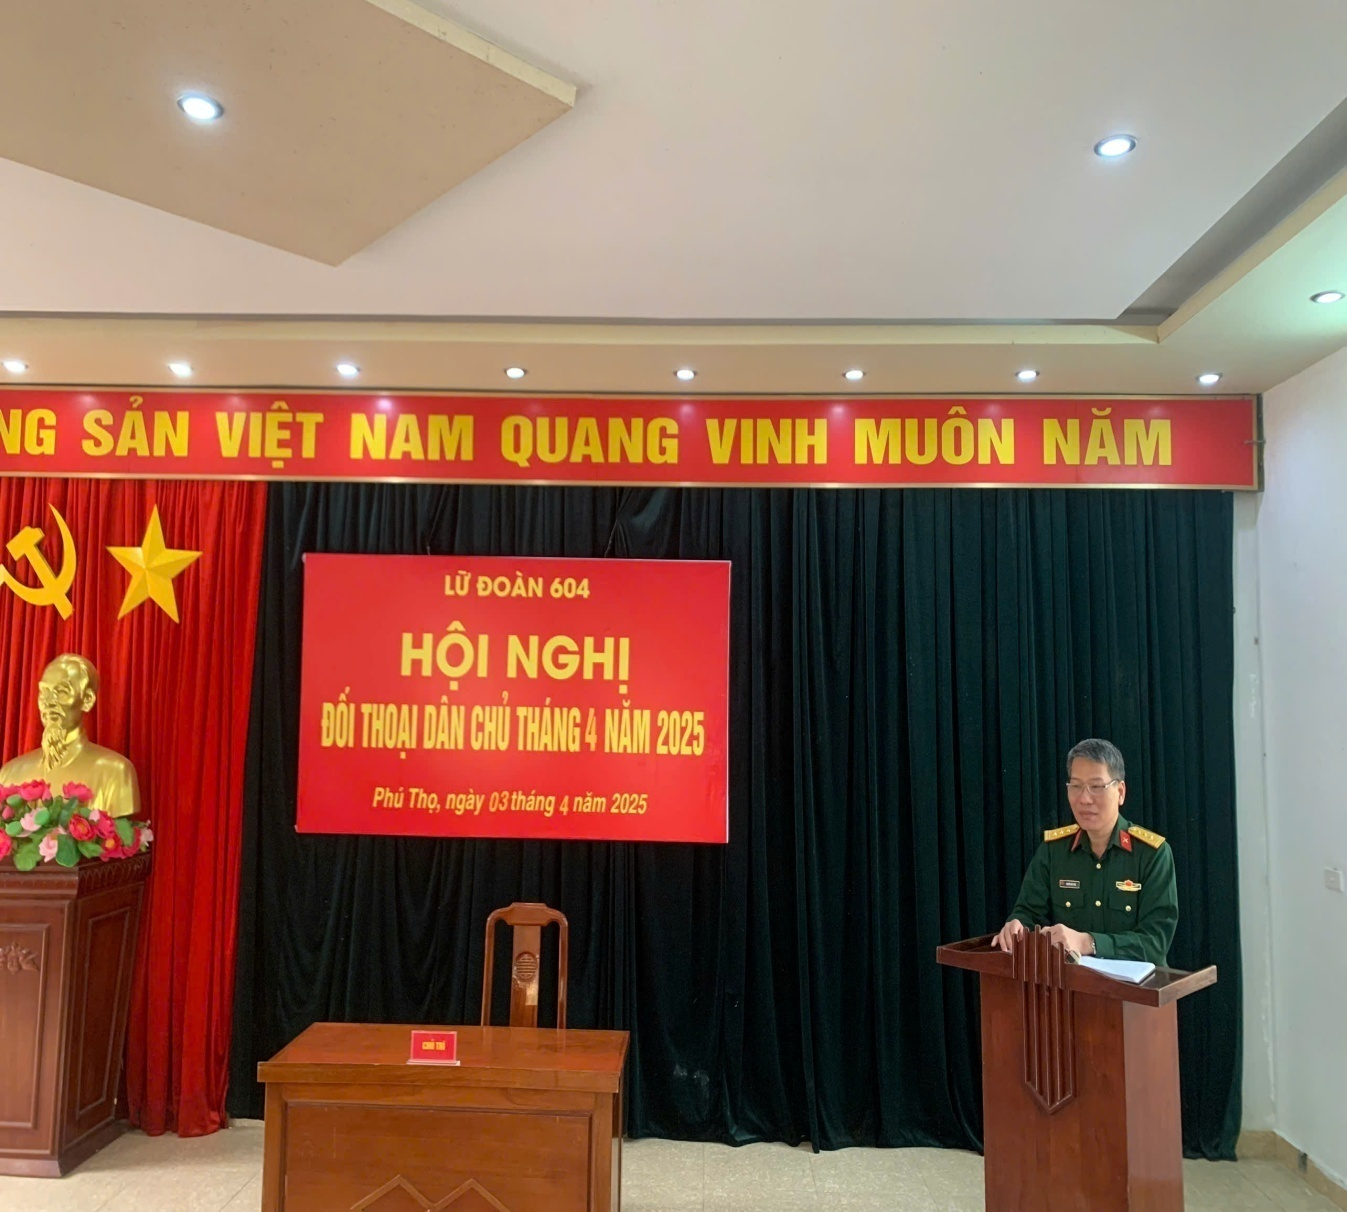 NG SẢN VIỆT NAM QUANG VINH MUÔN NĂM
LỮ ĐOÀN 604
HỘI NGHỊ
ĐỐI THOẠI DÂN CHỦ THÁNG 4 NĂM 2025
Phú Thọ, ngày 03 tháng 4 năm 2025
CHỦ TRÌ